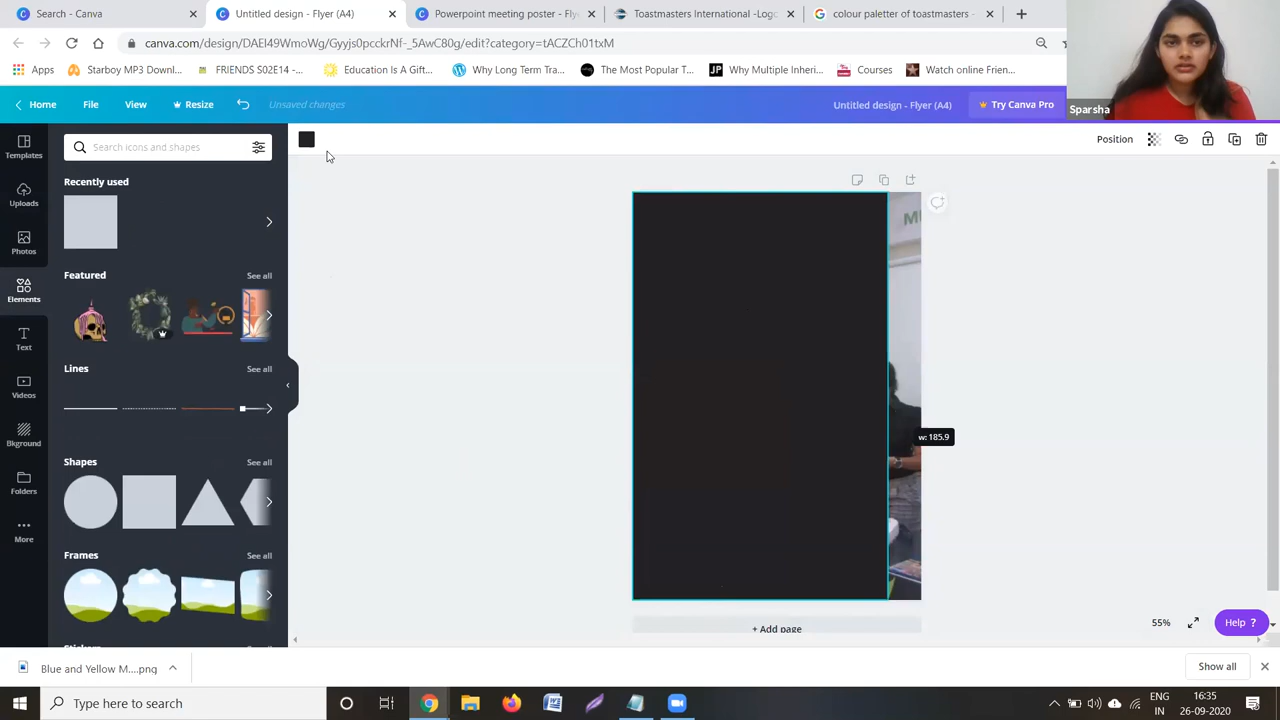 Search - Canva
Untitled design - Flyer (A4)
Powerpoint meeting poster - Fly
Toastmasters International -Logo
colour paletter of toastmasters -
canva.com/design/DAEI49WmoWg/Gyyjs0pcckrNf-_5AwC80g/edit?category=tACZCh01txM
Apps
Starboy MP3 Downl...
FRIENDS S02E14 -...
Education Is A Gift...
Why Long Term Tra...
The Most Popular T...
Why Multiple Inheri...
Courses
Watch online Frien...
Home
File
View
Resize
Unsaved changes
Untitled design - Flyer (A4)
Try Canva Pro
Sparsha
Templates
Uploads
Photos
Elements
Text
Videos
Bkground
Folders
More
Search icons and shapes
Position
Recently used
Featured
See all
Lines
See all
Shapes
See all
Frames
See all
w: 185.9
+ Add page
55%
Help ?
Blue and Yellow M....png
Show all
Type here to search
ENG
IN
16:35
26-09-2020